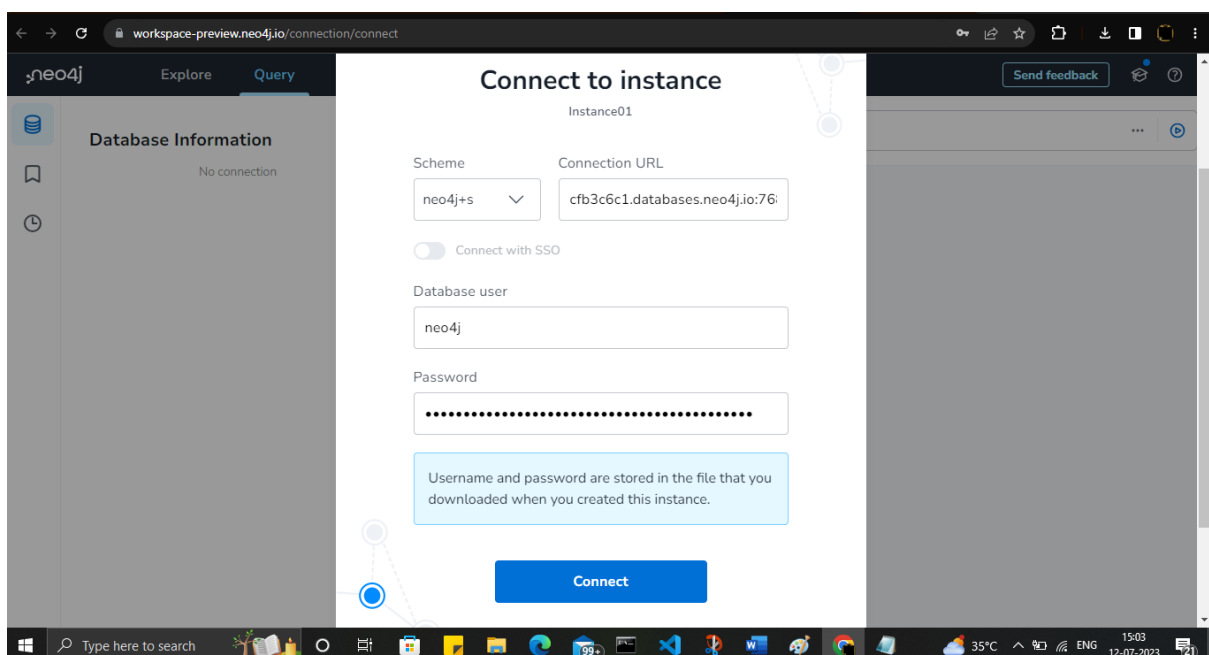 workspace-preview.neo4j.io/connection/connect
neo4j
Explore
Query
Send feedback
Connect to instance
Instance01
Database Information
No connection
Scheme
Connection URL
neo4j+s
cfb3c6c1.databases.neo4j.io:768
Connect with SSO
Database user
neo4j
Password
Username and password are stored in the file that you
downloaded when you created this instance.
Connect
Type here to search
99+
35°C
ENG
15:03
12-07-2023
21